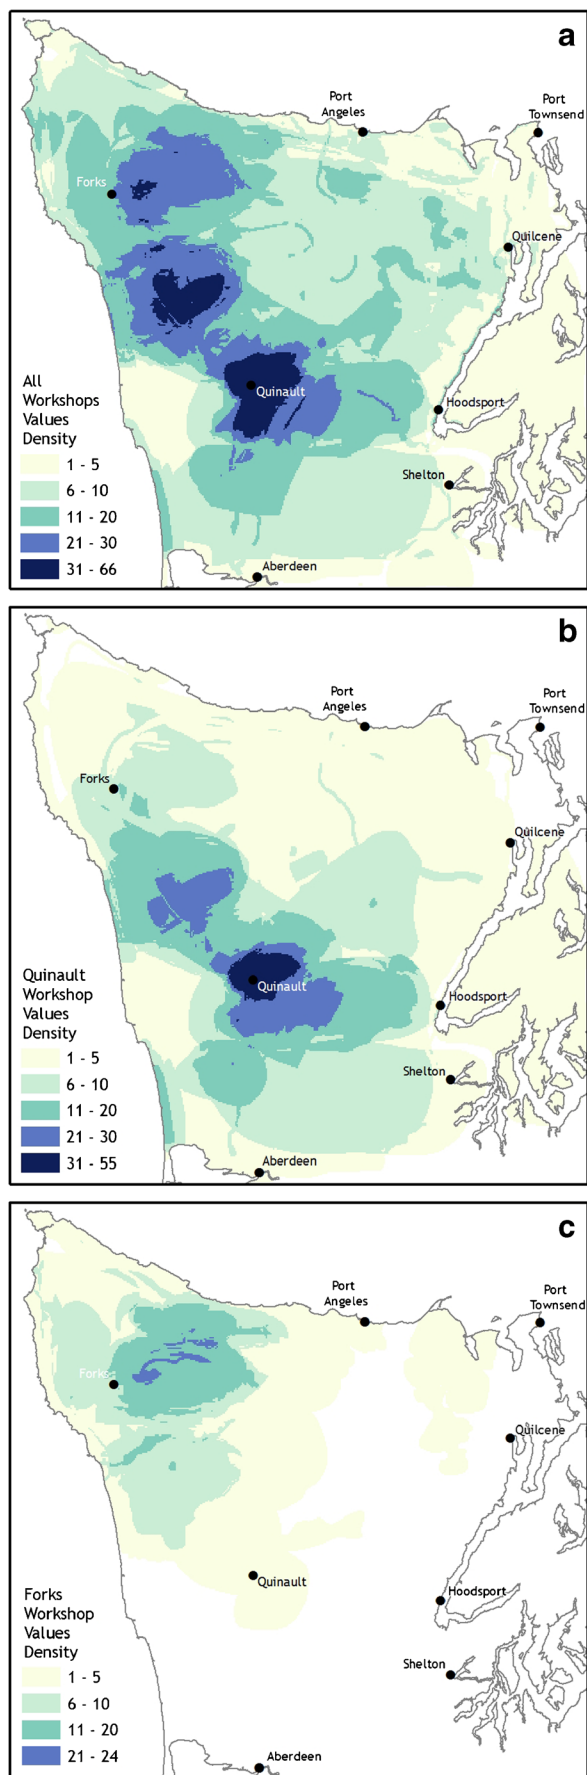 a
Port
Angeles
Port
Townsend
Forks
Quilcene
Quinault
Hoodsport
Shelton
Aberdeen
All
Workshops
Values
Density
1 - 5
6 - 10
11 - 20
21 - 30
31 - 66
b
Port
Angeles
Port
Townsend
Forks
Quilcene
Quinault
Hoodsport
Shelton
Aberdeen
Quinault
Workshop
Values
Density
1 - 5
6 - 10
11 - 20
21 - 30
31 - 55
c
Port
Angeles
Port
Townsend
Forks
Quilcene
Quinault
Hoodsport
Shelton
Aberdeen
Forks
Workshop
Values
Density
1 - 5
6 - 10
11 - 20
21 - 24